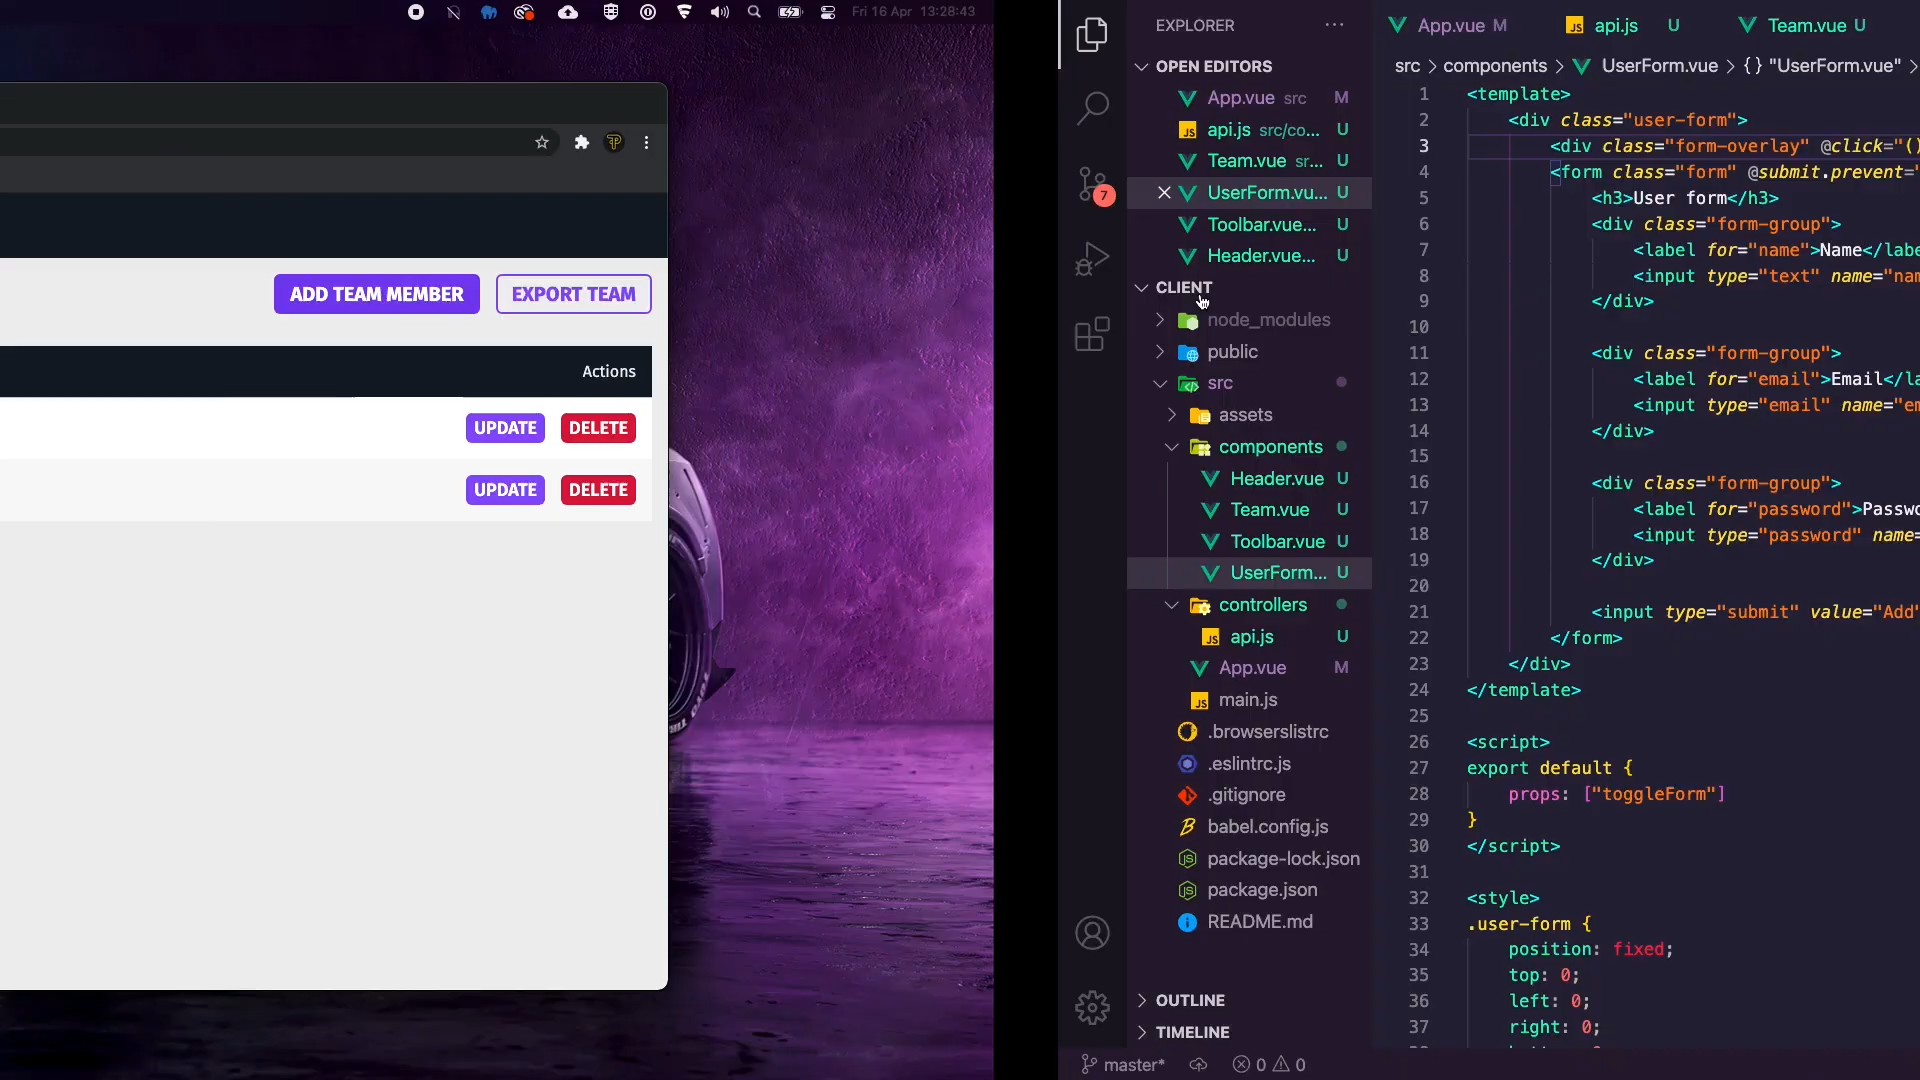 Fri 16 Apr 13:28:43
ADD TEAM MEMBER
EXPORT TEAM
Actions
UPDATE DELETE
UPDATE DELETE
EXPLORER
OPEN EDITORS
App.vue src M
api.js src/co... U
Team.vue sr... U
UserForm.vu... U
Toolbar.vue... U
Header.vue... U
7
CLIENT
node_modules
public
src
assets
components
Header.vue U
Team.vue U
Toolbar.vue U
UserForm... U
controllers
api.js U
App.vue M
main.js
.browserslistrc
.eslintrc.js
.gitignore
babel.config.js
package-lock.json
package.json
README.md
OUTLINE
TIMELINE
master* 0 0
App.vue M api.js U Team.vue U
src > components > UserForm.vue > {} "UserForm.vue" >
1 <template>
2 <div class="user-form">
3 <div class="form-overlay" @click="()
4 <form class="form" @submit.prevent="
5 <h3>User form</h3>
6 <div class="form-group">
7 <label for="name">Name</labe
8 <input type="text" name="nam
9 </div>
10
11 <div class="form-group">
12 <label for="email">Email</la
13 <input type="email" name="em
14 </div>
15
16 <div class="form-group">
17 <label for="password">Passwo
18 <input type="password" name=
19 </div>
20
21 <input type="submit" value="Add"
22 </form>
23 </div>
24 </template>
25
26 <script>
27 export default {
28 props: ["toggleForm"]
29 }
30 </script>
31
32 <style>
33 .user-form {
34 position: fixed;
35 top: 0;
36 left: 0;
37 right: 0;